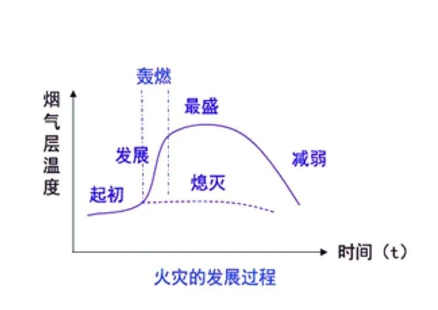 轰燃
烟气层温度
最盛
发展
减弱
起初
熄灭
时间（t）
火灾的发展过程